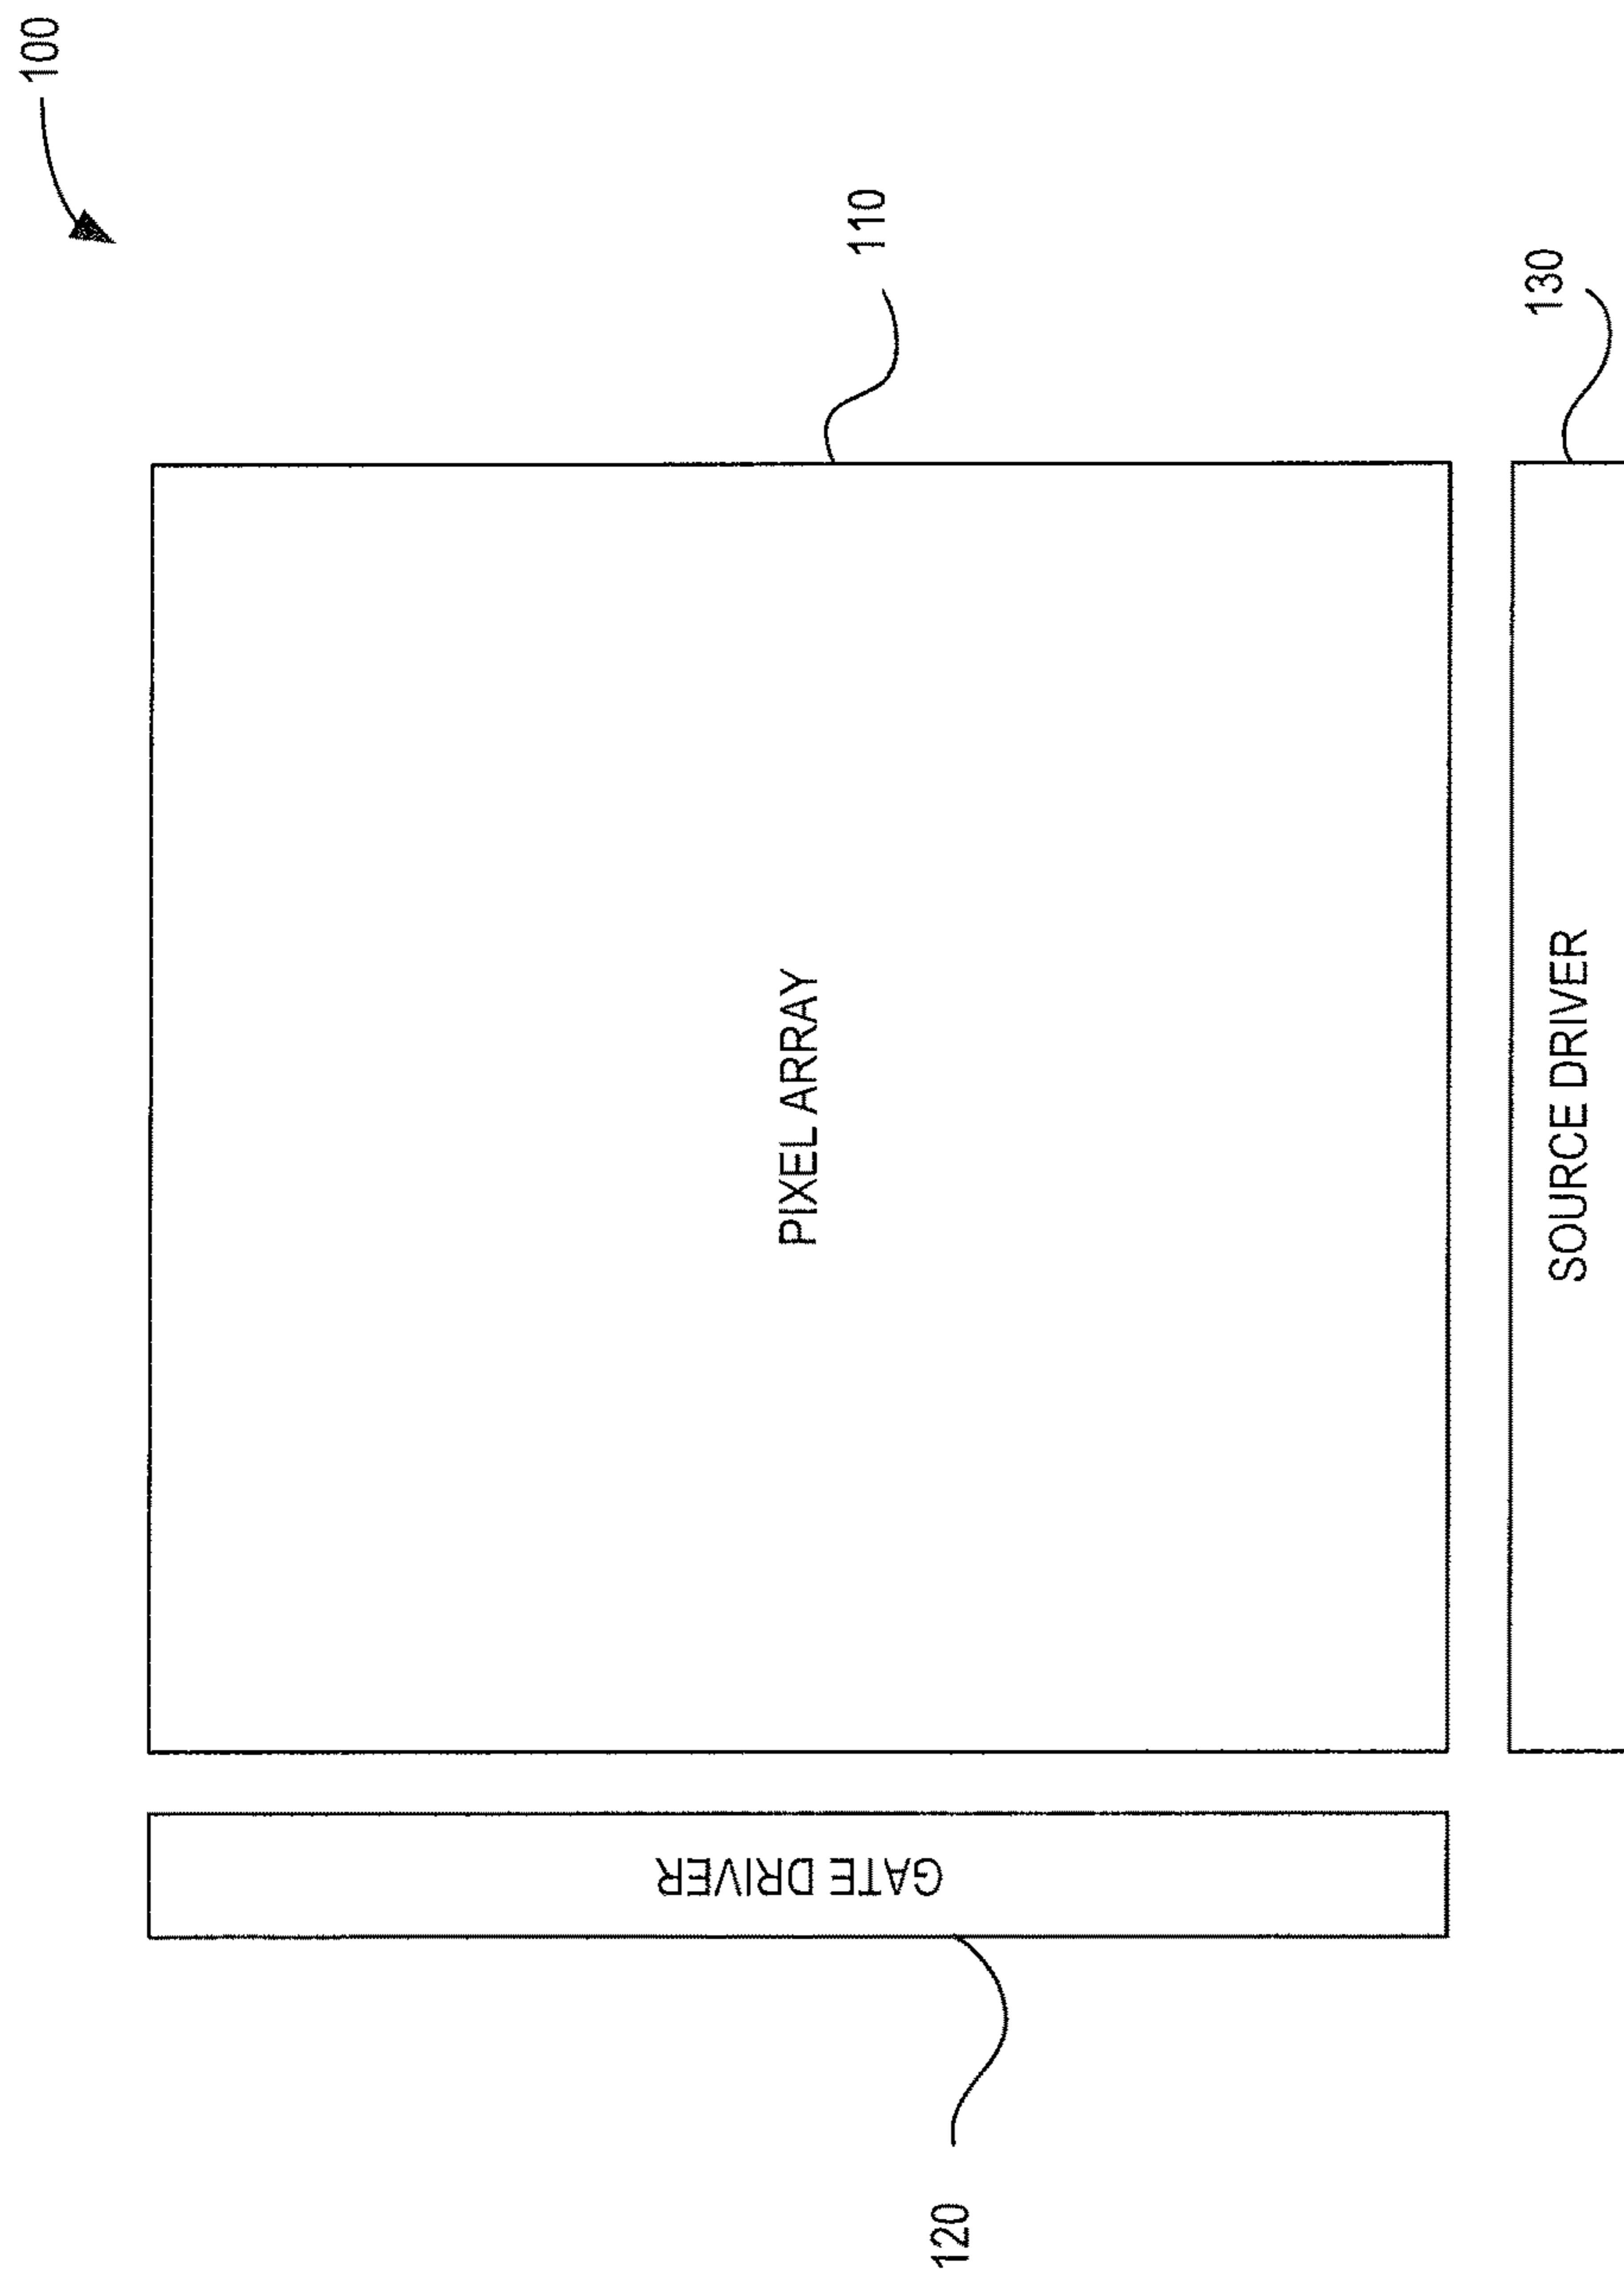 100
110
PIXEL ARRAY
130
SOURCE DRIVER
GATE DRIVER
120